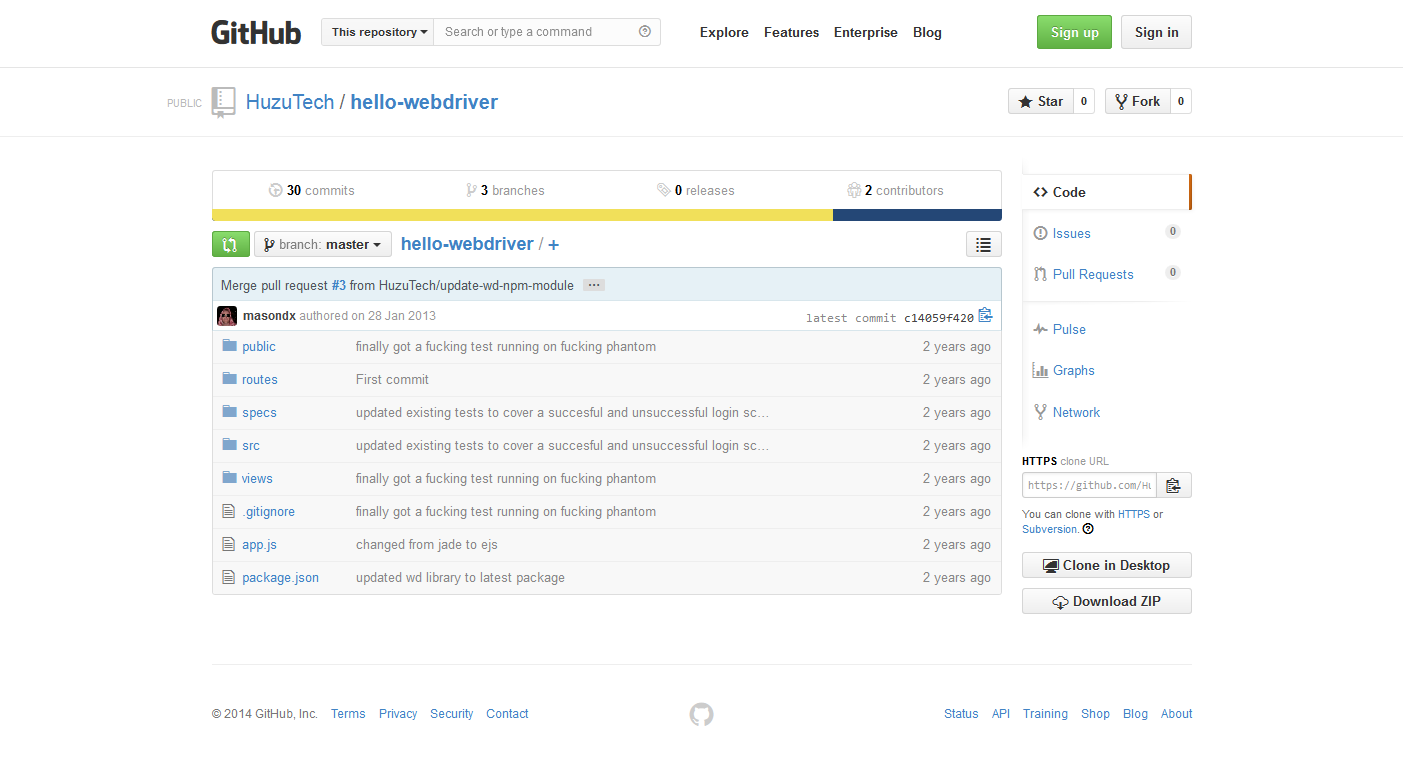 GitHub This repository Search or type a command Explore Features Enterprise Blog Sign up Sign in
PUBLIC HuzuTech / hello-webdriver Star 0 Fork 0
30 commits 3 branches 0 releases 2 contributors
branch: master hello-webdriver / +
Merge pull request #3 from HuzuTech/update-wd-npm-module ...
masondx authored on 28 Jan 2013 latest commit c14059f420
public finally got a fucking test running on fucking phantom 2 years ago
routes First commit 2 years ago
specs updated existing tests to cover a succesful and unsuccessful login sc... 2 years ago
src updated existing tests to cover a succesful and unsuccessful login sc... 2 years ago
views finally got a fucking test running on fucking phantom 2 years ago
.gitignore finally got a fucking test running on fucking phantom 2 years ago
app.js changed from jade to ejs 2 years ago
package.json updated wd library to latest package 2 years ago
Code
Issues 0
Pull Requests 0
Pulse
Graphs
Network
HTTPS clone URL
https://github.com/Hu
You can clone with HTTPS or
Subversion.
Clone in Desktop
Download ZIP
© 2014 GitHub, Inc. Terms Privacy Security Contact Status API Training Shop Blog About